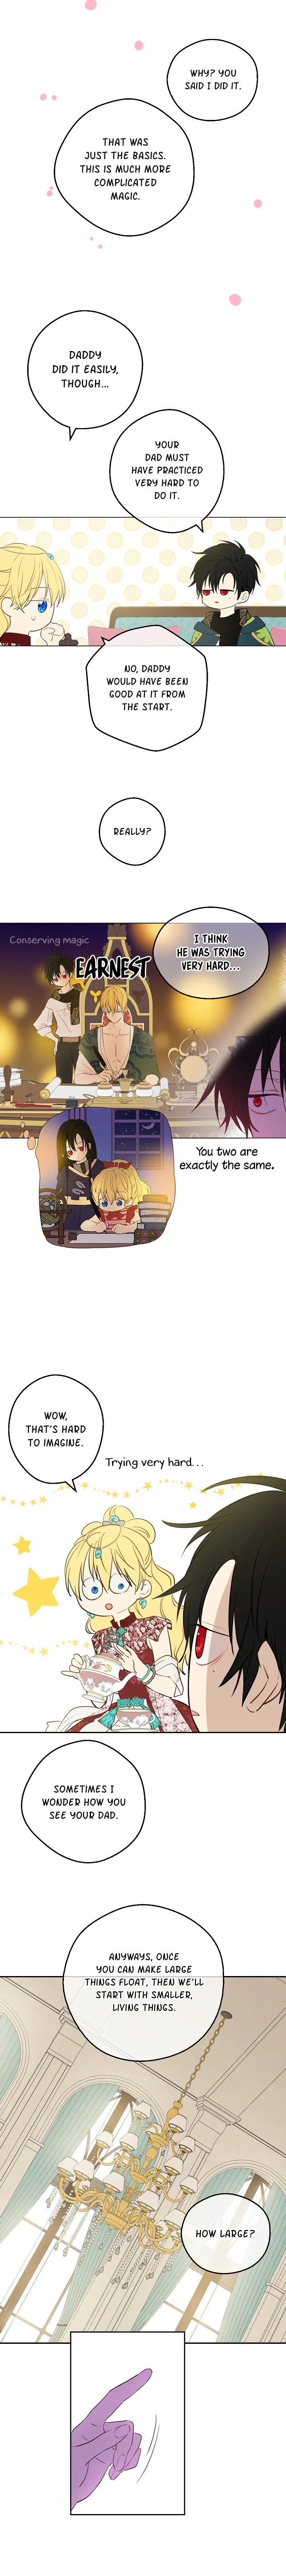 WHY? YOU
SAID I DID IT.
THAT WAS
JUST THE BASICS.
THIS IS MUCH MORE
COMPLICATED
MAGIC.
DADDY
DID IT EASILY,
THOUGH...
YOUR
DAD MUST
HAVE PRACTICED
VERY HARD TO
DO IT.
NO, DADDY
WOULD HAVE BEEN
GOOD AT IT FROM
THE START.
REALLY?
I THINK
HE WAS TRYING
VERY HARD...
Conserving magic
EARNEST
You two are
exactly the same.
WOW,
THAT'S HARD
TO IMAGINE.
Trying very hard...
SOMETIMES I
WONDER HOW YOU
SEE YOUR DAD.
ANYWAYS, ONCE
YOU CAN MAKE LARGE
THINGS FLOAT, THEN WE'LL
START WITH SMALLER,
LIVING THINGS.
HOW LARGE?